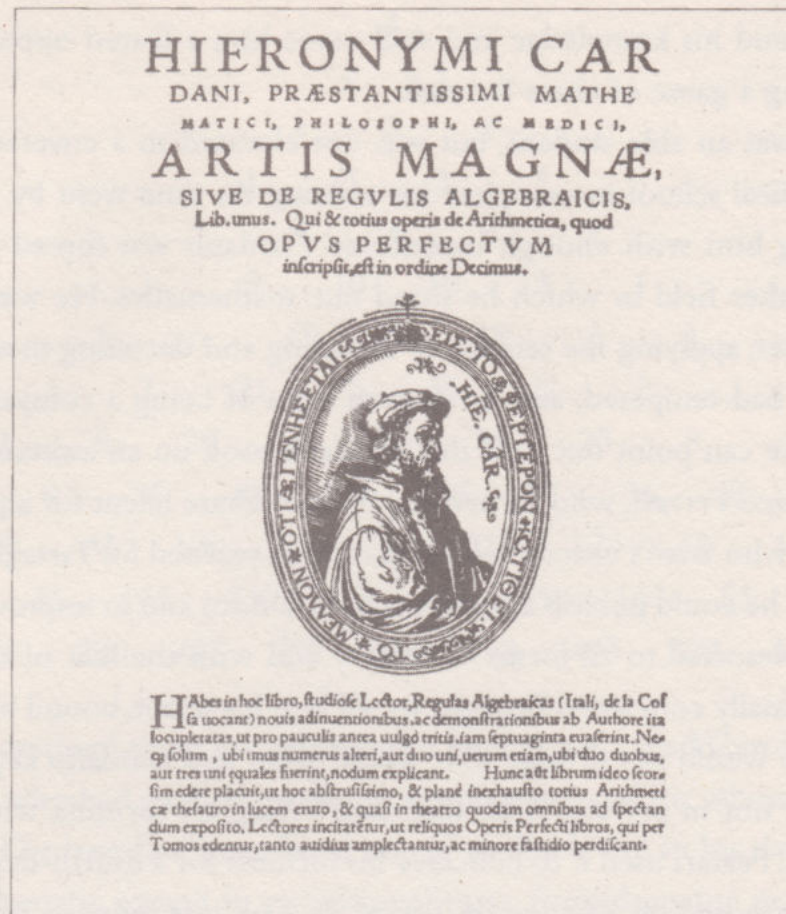 HIERONYMI CAR
DANI, PRÆSTANTISSIMI MATHE
MATICI, PHILOSOPHI, AC MEDICI,
ARTIS MAGNÆ,
SIVE DE REGVLIS ALGEBRAICIS,
Lib. unus. Qui & totius operis de Arithmetica, quod
OPVS PERFECTVM
inscripsit, est in ordine Decimus.
HIE. CAR.
HAbes in hoc libro, studiose Lector, Regulas Algebraicas (Itali, de la Cos
sa uocant) nouis adinuentionibus, ac demonstrationibus ab Authore ita
locupletatas, ut pro pauculis antea uulgò tritis, iam septuaginta euaserint. Ne⸗
q; solum, ubi unus numerus alteri, aut duo uni, uerum etiam, ubi duo duobus,
aut tres uni equales fuerint, nodum explicant. Hunc aũt librum ideo seor⸗
sim edere placuit, ut hoc abstrusissimo, & planè inexhausto totius Arithmeti
cæ thesauro in lucem eruto, & quasi in theatro quodam omnibus ad spectan
dum exposito, Lectores incitarẽtur, ut reliquos Operis Perfecti libros, qui per
Tomos edentur, tanto auidius amplectantur, ac minore fastidio perdiscant.